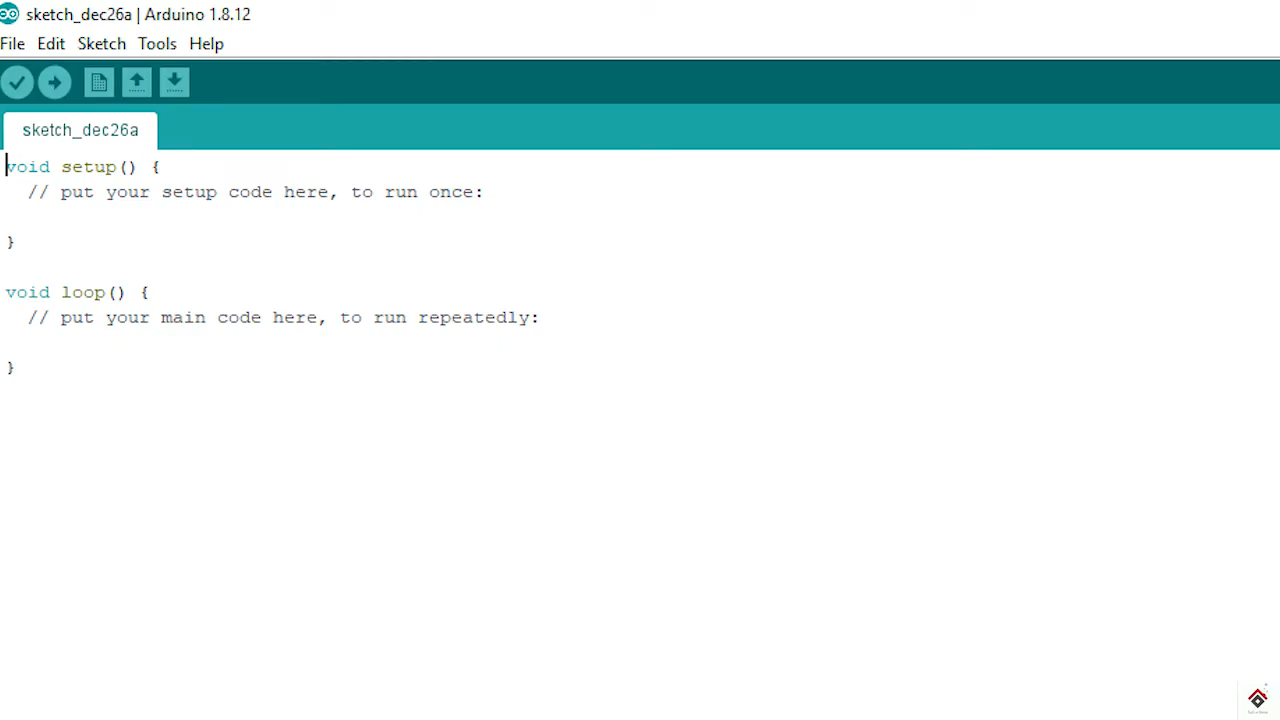 sketch_dec26a | Arduino 1.8.12
File Edit Sketch Tools Help
sketch_dec26a
void setup() {
  // put your setup code here, to run once:

}

void loop() {
  // put your main code here, to run repeatedly:

}